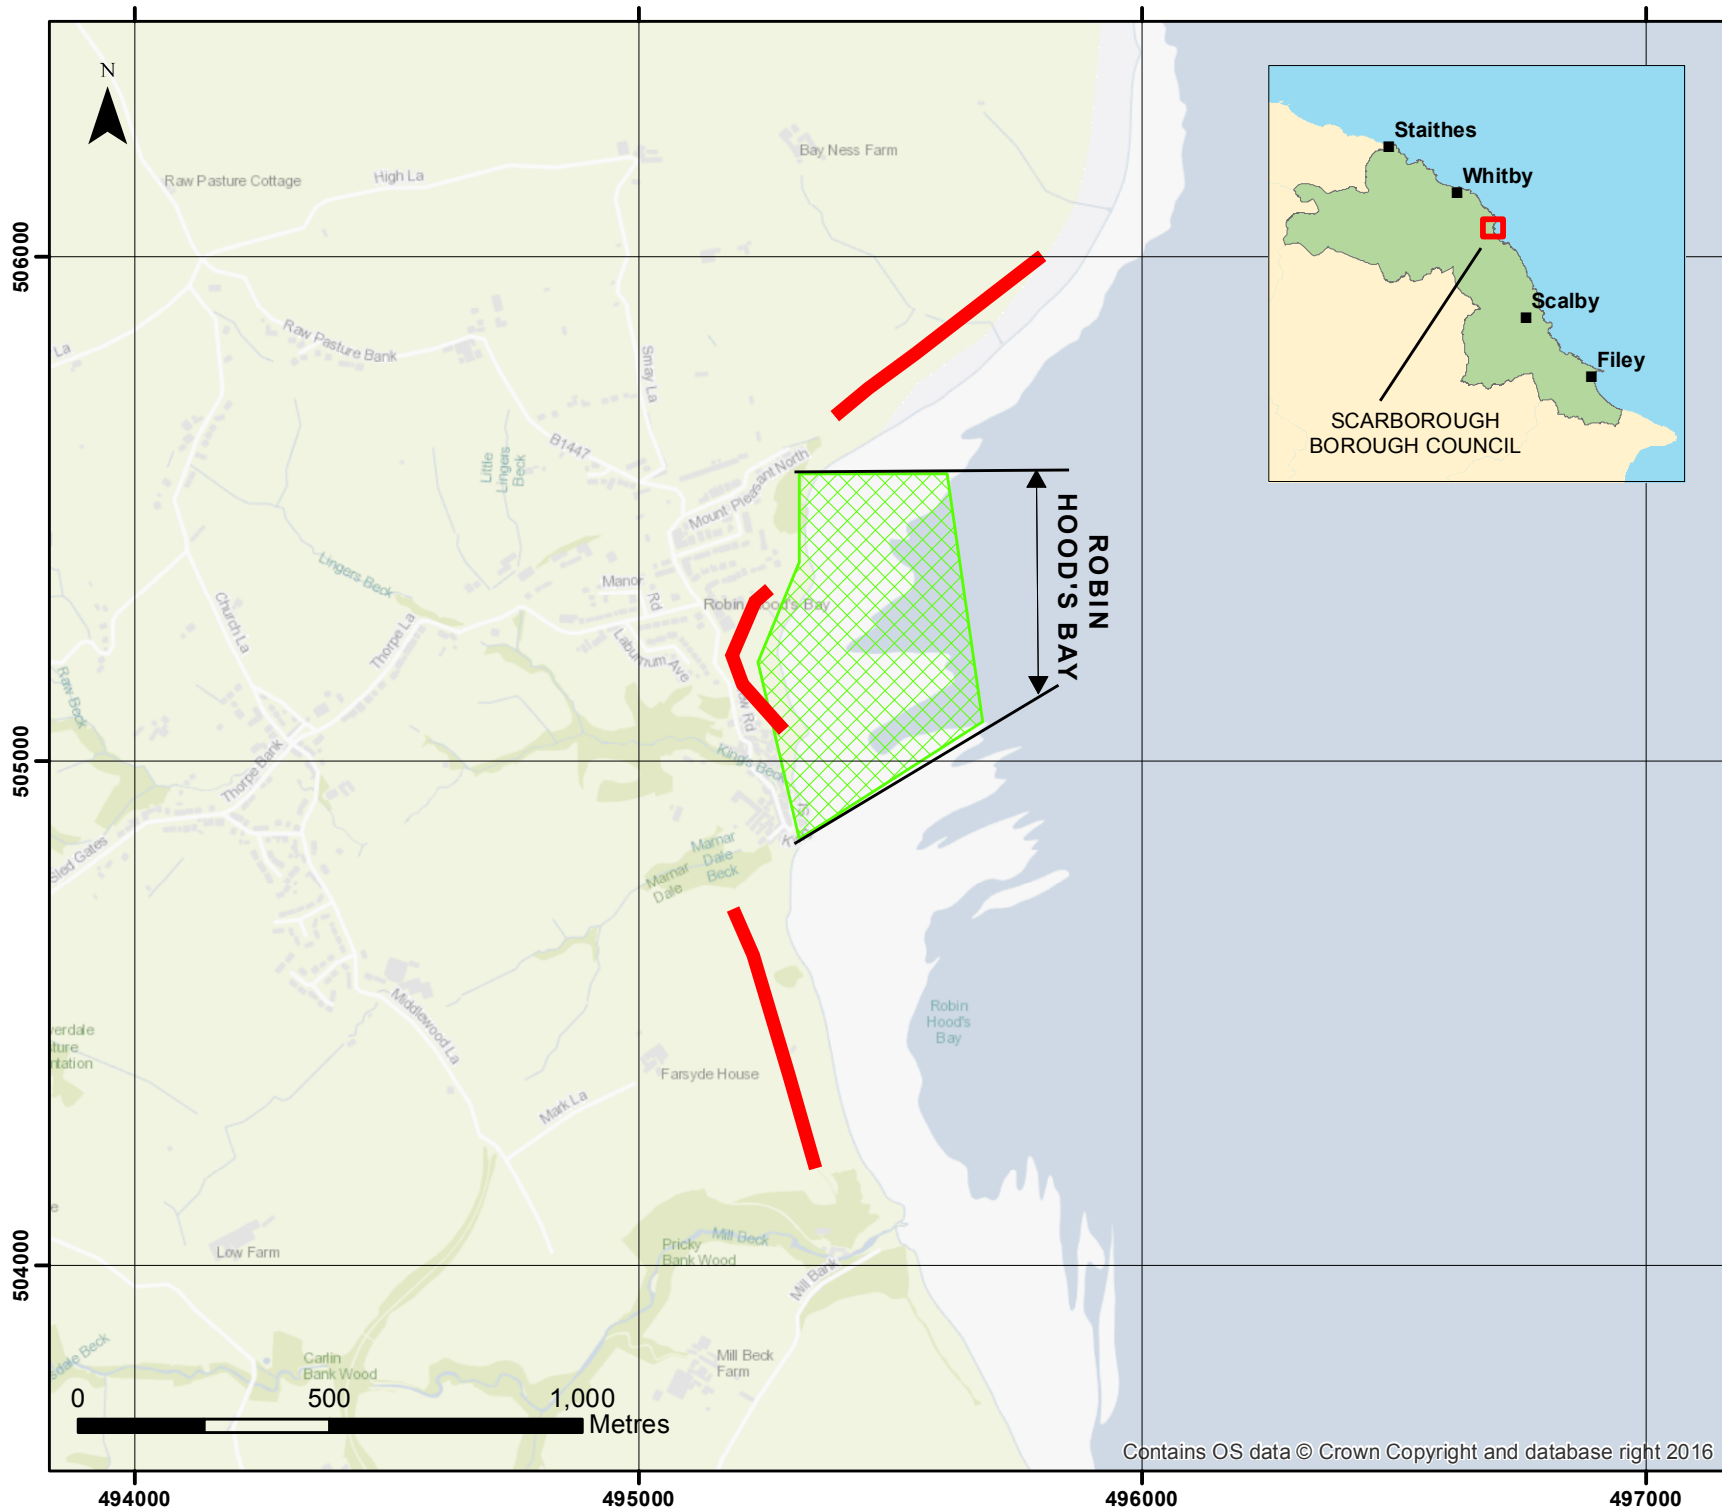 N
Staithes
Whitby
Scalby
Filey
SCARBOROUGH
BOROUGH COUNCIL
506000
505000
504000
Raw Pasture Cottage
High La
Bay Ness Farm
La
Raw Pasture Bank
Smay La
B1447
Little
Lingers
Beck
Mount Pleasant North
ROBIN
HOOD'S BAY
Lingers Beck
Manor
Rd
Robin Hood's Bay
Church La
Thorpe La
Laburnum Ave
Raw Beck
Thorpe Bank
King's Beck
Sled Gates
Mamar
Dale
Beck
Mamar
Dale
Robin
Hood's
Bay
Middlewood La
Farsyde House
Mark La
Low Farm
Pricky
Bank Wood
Mill Beck
Mill Bank
Carlin
Bank Wood
Mill Beck
Farm
0 500 1,000
Metres
Contains OS data © Crown Copyright and database right 2016
494000 495000 496000 497000